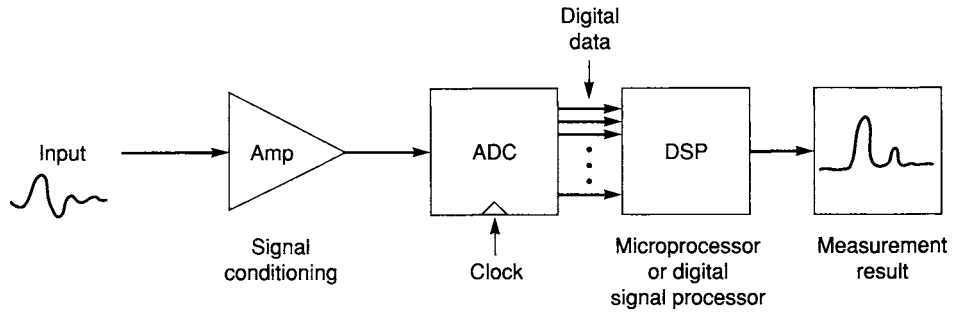 Digital
data
Input
Amp
ADC
DSP
Signal
conditioning
Clock
Microprocessor
or digital
signal processor
Measurement
result